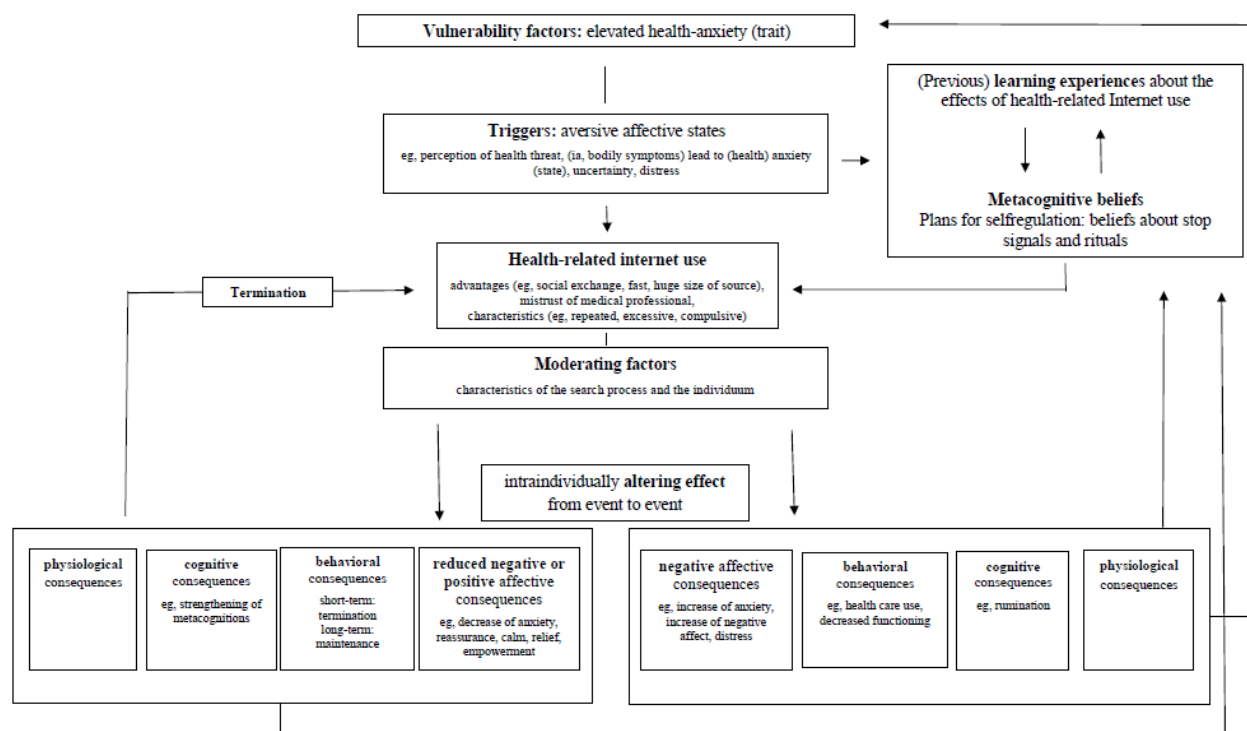 Vulnerability factors: elevated health-anxiety (trait)
(Previous) learning experiences about the
effects of health-related Internet use
Triggers: aversive affective states
eg, perception of health threat, (ia, bodily symptoms) lead to (health) anxiety
(state), uncertainty, distress
Metacognitive beliefs
Plans for selfregulation: beliefs about stop
signals and rituals
Health-related internet use
advantages (eg, social exchange, fast, huge size of source),
mistrust of medical professional,
characteristics (eg, repeated, excessive, compulsive)
Termination
Moderating factors
characteristics of the search process and the individuum
intraindividually altering effect
from event to event
physiological
consequences
cognitive
consequences
eg, strengthening of
metacognitions
behavioral
consequences
short-term:
termination
long-term:
maintenance
reduced negative or
positive affective
consequences
eg, decrease of anxiety,
reassurance, calm, relief,
empowerment
negative affective
consequences
eg, increase of anxiety,
increase of negative
affect, distress
behavioral
consequences
eg, health care use,
decreased functioning
cognitive
consequences
eg, rumination
physiological
consequences